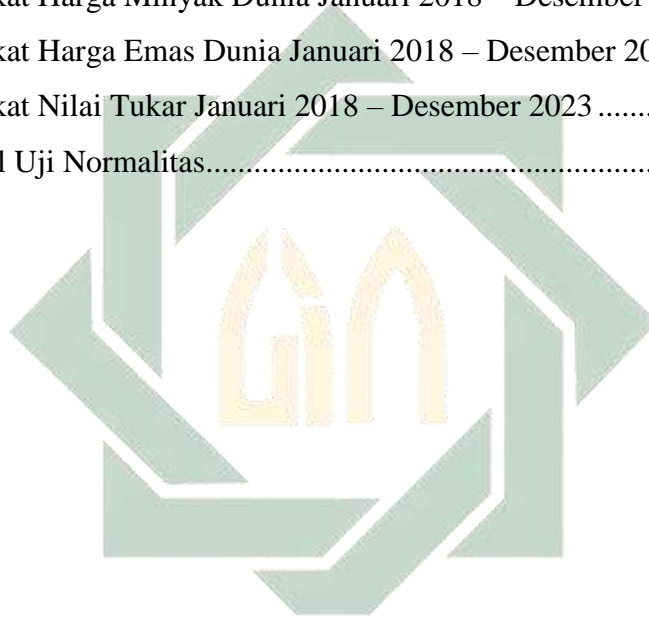 kat Harga Minyak Dunia Januari 2018 – Desember
kat Harga Emas Dunia Januari 2018 – Desember 20
kat Nilai Tukar Januari 2018 – Desember 2023 .......
l Uji Normalitas.......................................................
UIN